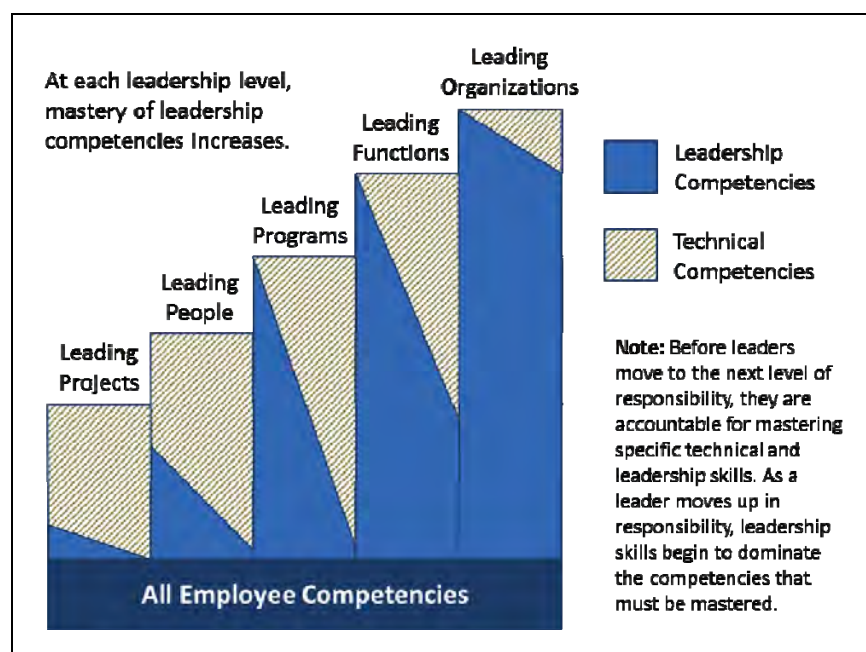 At each leadership level,
mastery of leadership
competencies Increases.
Leading
Projects
Leading
People
Leading
Programs
Leading
Functions
Leading
Organizations
Leadership
Competencies
Technical
Competencies
Note: Before leaders
move to the next level of
responsibility, they are
accountable for mastering
specific technical and
leadership skills. As a
leader moves up in
responsibility, leadership
skills begin to dominate
the competencies that
must be mastered.
All Employee Competencies